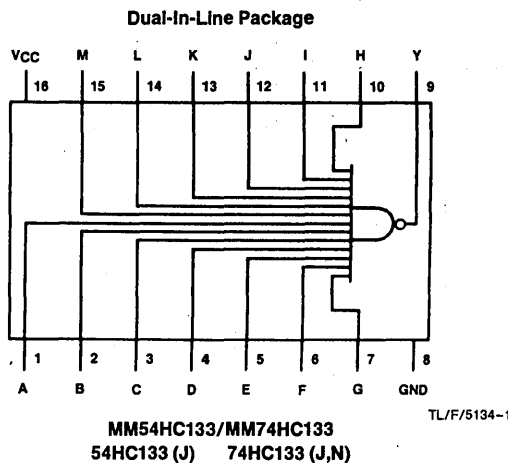 Dual-In-Line Package
VCC M L K J I H Y
16 15 14 13 12 11 10 9
1 2 3 4 5 6 7 8
A B C D E F G GND
TL/F/5134-1
MM54HC133/MM74HC133
54HC133 (J) 74HC133 (J,N)